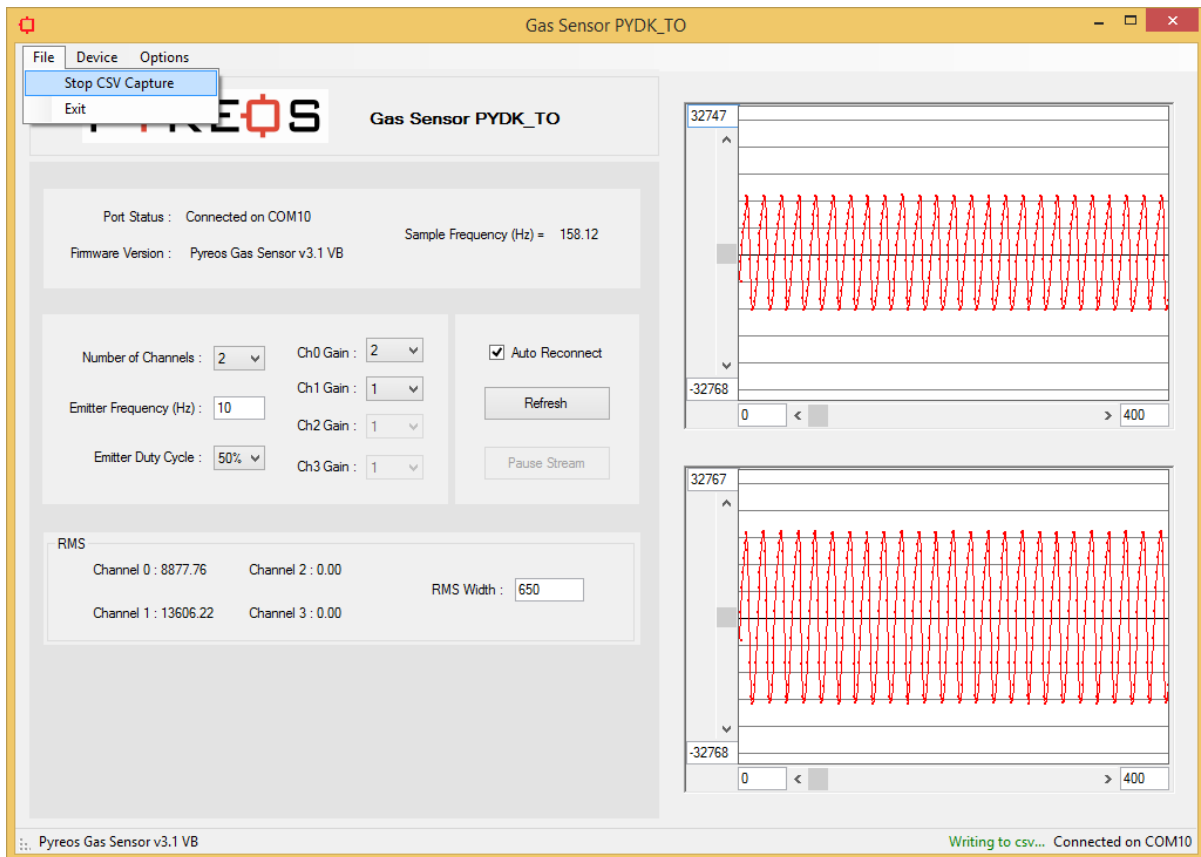 Gas Sensor PYDK_TO
File Device Options
Stop CSV Capture
Exit
Gas Sensor PYDK_TO
Port Status : Connected on COM10
Firmware Version : Pyreos Gas Sensor v3.1 VB
Sample Frequency (Hz) = 158.12
Number of Channels : 2
Emitter Frequency (Hz) : 10
Emitter Duty Cycle : 50%
Ch0 Gain : 2
Ch1 Gain : 1
Ch2 Gain : 1
Ch3 Gain : 1
Auto Reconnect
Refresh
Pause Stream
RMS
Channel 0 : 8877.76 Channel 2 : 0.00
Channel 1 : 13606.22 Channel 3 : 0.00
RMS Width : 650
32747
-32768
0 400
32767
-32768
0 400
Pyreos Gas Sensor v3.1 VB
Writing to csv... Connected on COM10